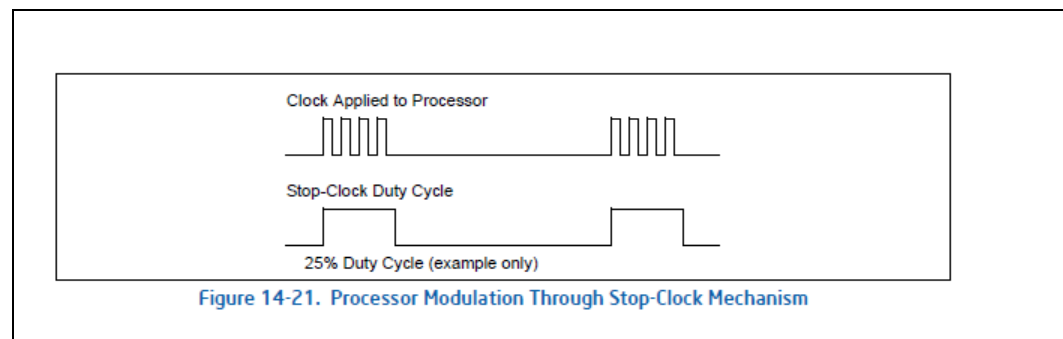 Clock Applied to Processor
Stop-Clock Duty Cycle
25% Duty Cycle (example only)
Figure 14-21. Processor Modulation Through Stop-Clock Mechanism